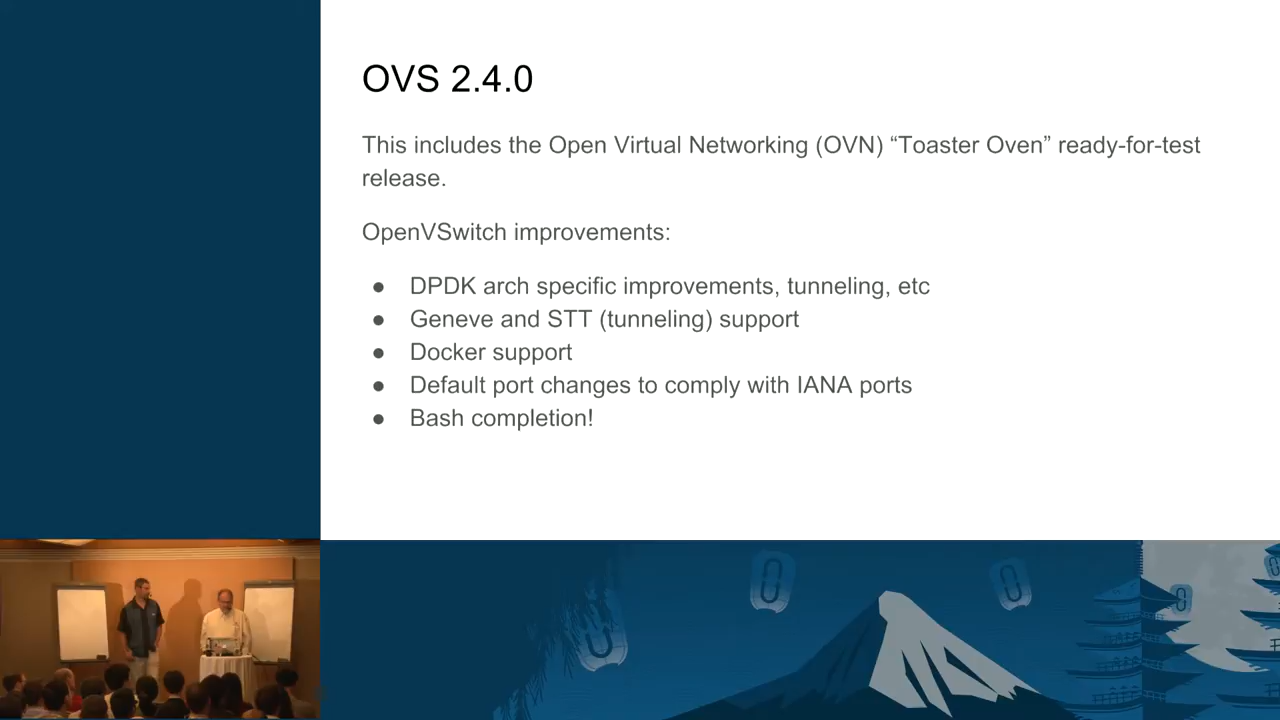 OVS 2.4.0
This includes the Open Virtual Networking (OVN) “Toaster Oven” ready-for-test
release.
OpenVSwitch improvements:
● DPDK arch specific improvements, tunneling, etc
● Geneve and STT (tunneling) support
● Docker support
● Default port changes to comply with IANA ports
● Bash completion!